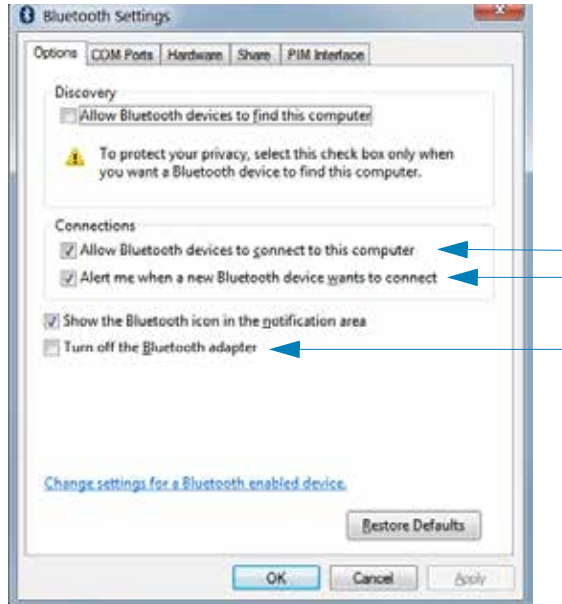 Bluetooth Settings
Options COM Ports Hardware Share PIM Interface
Discovery
Allow Bluetooth devices to find this computer
To protect your privacy, select this check box only when
you want a Bluetooth device to find this computer.
Connections
Allow Bluetooth devices to connect to this computer
Alert me when a new Bluetooth device wants to connect
Show the Bluetooth icon in the notification area
Turn off the Bluetooth adapter
Change settings for a Bluetooth enabled device.
Restore Defaults
OK Cancel Apply